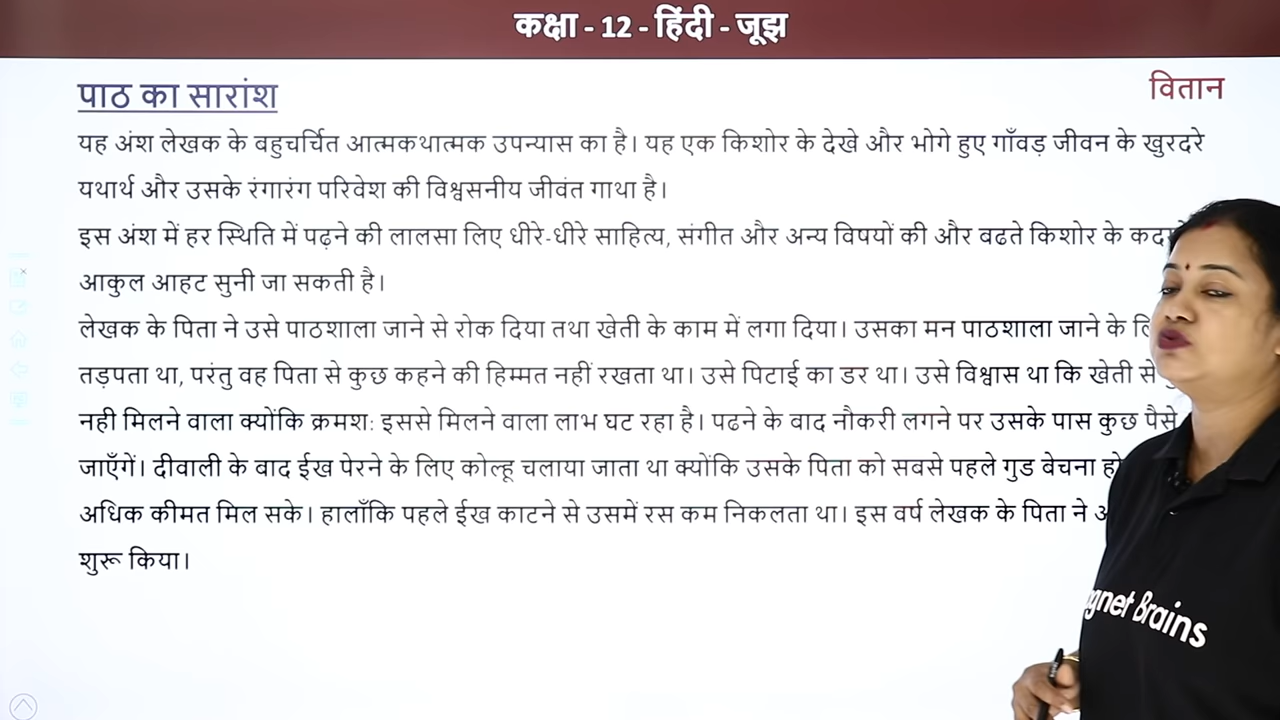 कक्षा - 12 - हिंदी - जूझ
पाठ का सारांश
वितान
यह अंश लेखक के बहुचर्चित आत्मकथात्मक उपन्यास का है। यह एक किशोर के देखे और भोगे हुए गाँवड़ जीवन के खुरदरे
यथार्थ और उसके रंगारंग परिवेश की विश्वसनीय जीवंत गाथा है।
इस अंश में हर स्थिति में पढ़ने की लालसा लिए धीरे-धीरे साहित्य, संगीत और अन्य विषयों की और बढते किशोर के
आकुल आहट सुनी जा सकती है।
लेखक के पिता ने उसे पाठशाला जाने से रोक दिया तथा खेती के काम में लगा दिया। उसका मन पाठशाला जाने के
तड़पता था, परंतु वह पिता से कुछ कहने की हिम्मत नहीं रखता था। उसे पिटाई का डर था। उसे विश्वास था कि खेती से
नही मिलने वाला क्योंकि क्रमश: इससे मिलने वाला लाभ घट रहा है। पढने के बाद नौकरी लगने पर उसके पास कुछ पैसे
जाएँगें। दीवाली के बाद ईख पेरने के लिए कोल्हू चलाया जाता था क्योंकि उसके पिता को सबसे पहले गुड बेचना
अधिक कीमत मिल सके। हालाँकि पहले ईख काटने से उसमें रस कम निकलता था। इस वर्ष लेखक के पिता ने
शुरू किया।
gnet Brains